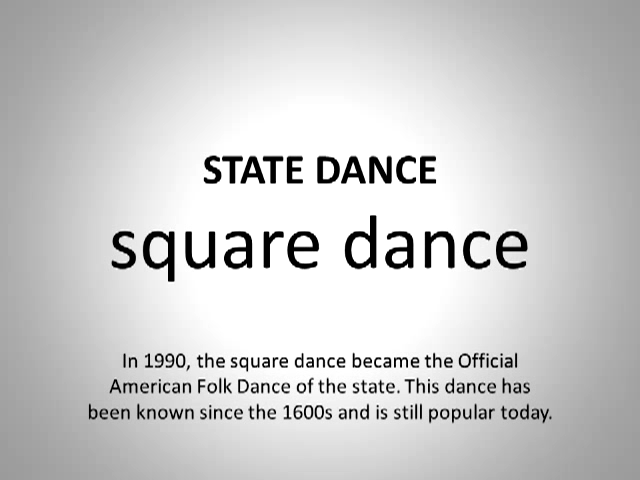 STATE DANCE
square dance
In 1990, the square dance became the Official
American Folk Dance of the state. This dance has
been known since the 1600s and is still popular today.